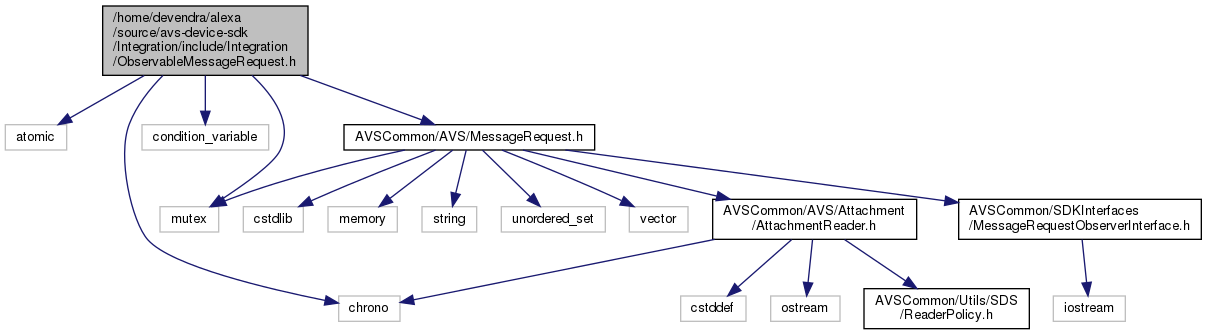 /home/devendra/alexa
/source/avs-device-sdk
/Integration/include/Integration
/ObservableMessageRequest.h
atomic
condition_variable
AVSCommon/AVS/MessageRequest.h
mutex
cstdlib
memory
string
unordered_set
vector
AVSCommon/AVS/Attachment
/AttachmentReader.h
AVSCommon/SDKInterfaces
/MessageRequestObserverInterface.h
chrono
cstddef
ostream
AVSCommon/Utils/SDS
/ReaderPolicy.h
iostream